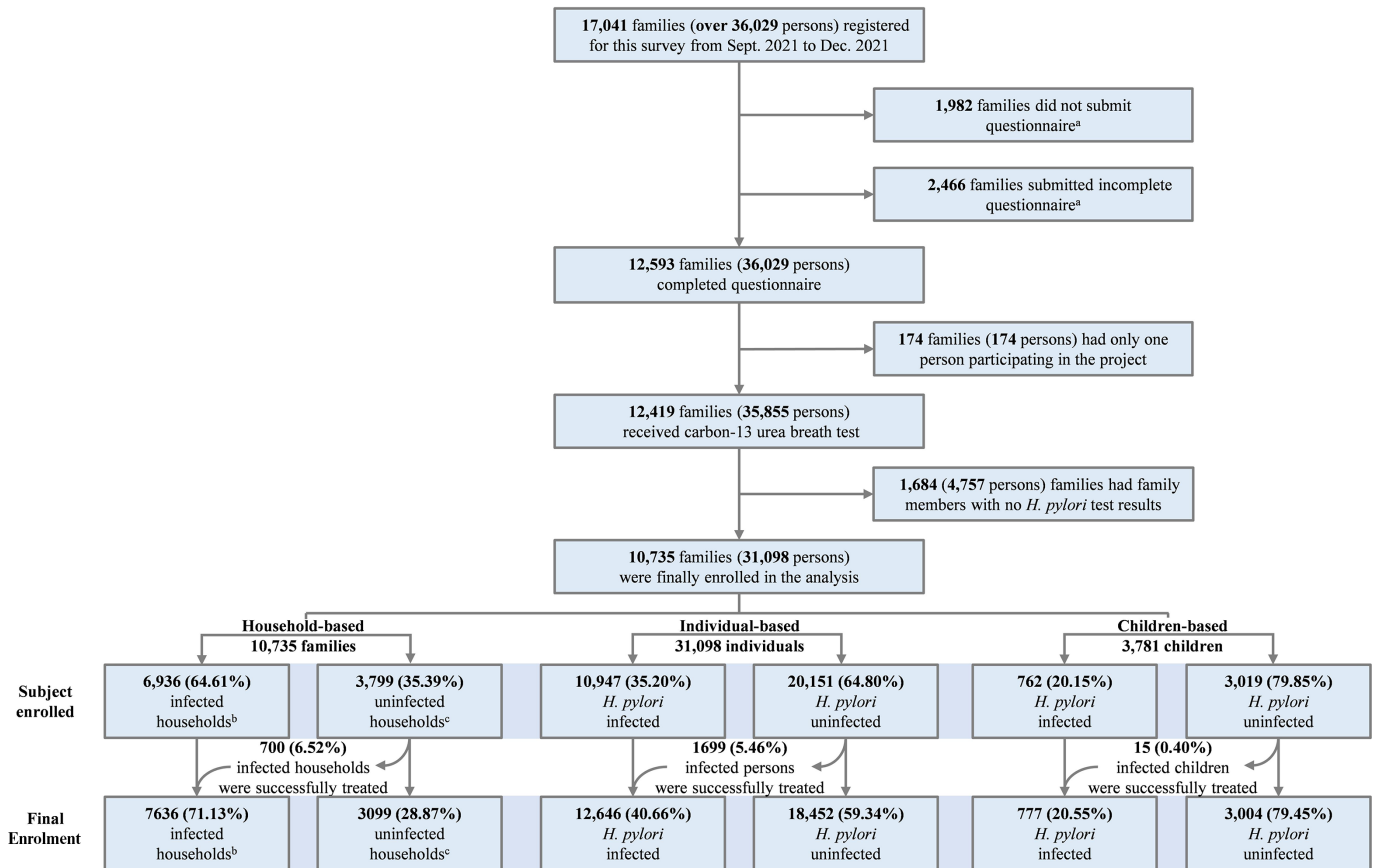 17,041 families (over 36,029 persons) registered
for this survey from Sept. 2021 to Dec. 2021
1,982 families did not submit
questionnaireᵃ
2,466 families submitted incomplete
questionnaireᵃ
12,593 families (36,029 persons)
completed questionnaire
174 families (174 persons) had only one
person participating in the project
12,419 families (35,855 persons)
received carbon-13 urea breath test
1,684 (4,757 persons) families had family
members with no H. pylori test results
10,735 families (31,098 persons)
were finally enrolled in the analysis
Household-based
10,735 families
Individual-based
31,098 individuals
Children-based
3,781 children
Subject
enrolled
6,936 (64.61%)
infected
householdsᵇ
3,799 (35.39%)
uninfected
householdsᶜ
10,947 (35.20%)
H. pylori
infected
20,151 (64.80%)
H. pylori
uninfected
762 (20.15%)
H. pylori
infected
3,019 (79.85%)
H. pylori
uninfected
700 (6.52%)
infected households
were successfully treated
1699 (5.46%)
infected persons
were successfully treated
15 (0.40%)
infected children
were successfully treated
Final
Enrolment
7636 (71.13%)
infected
householdsᵇ
3099 (28.87%)
uninfected
householdsᶜ
12,646 (40.66%)
H. pylori
infected
18,452 (59.34%)
H. pylori
uninfected
777 (20.55%)
H. pylori
infected
3,004 (79.45%)
H. pylori
uninfected